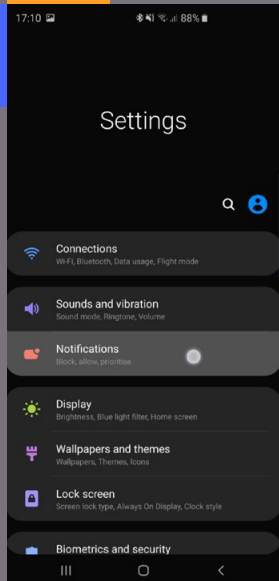 17:10 88%
Settings
Connections
Wi-Fi, Bluetooth, Data usage, Flight mode
Sounds and vibration
Sound mode, Ringtone, Volume
Notifications
Block, allow, prioritise
Display
Brightness, Blue light filter, Home screen
Wallpapers and themes
Wallpapers, Themes, Icons
Lock screen
Screen lock type, Always On Display, Clock style
Biometrics and security